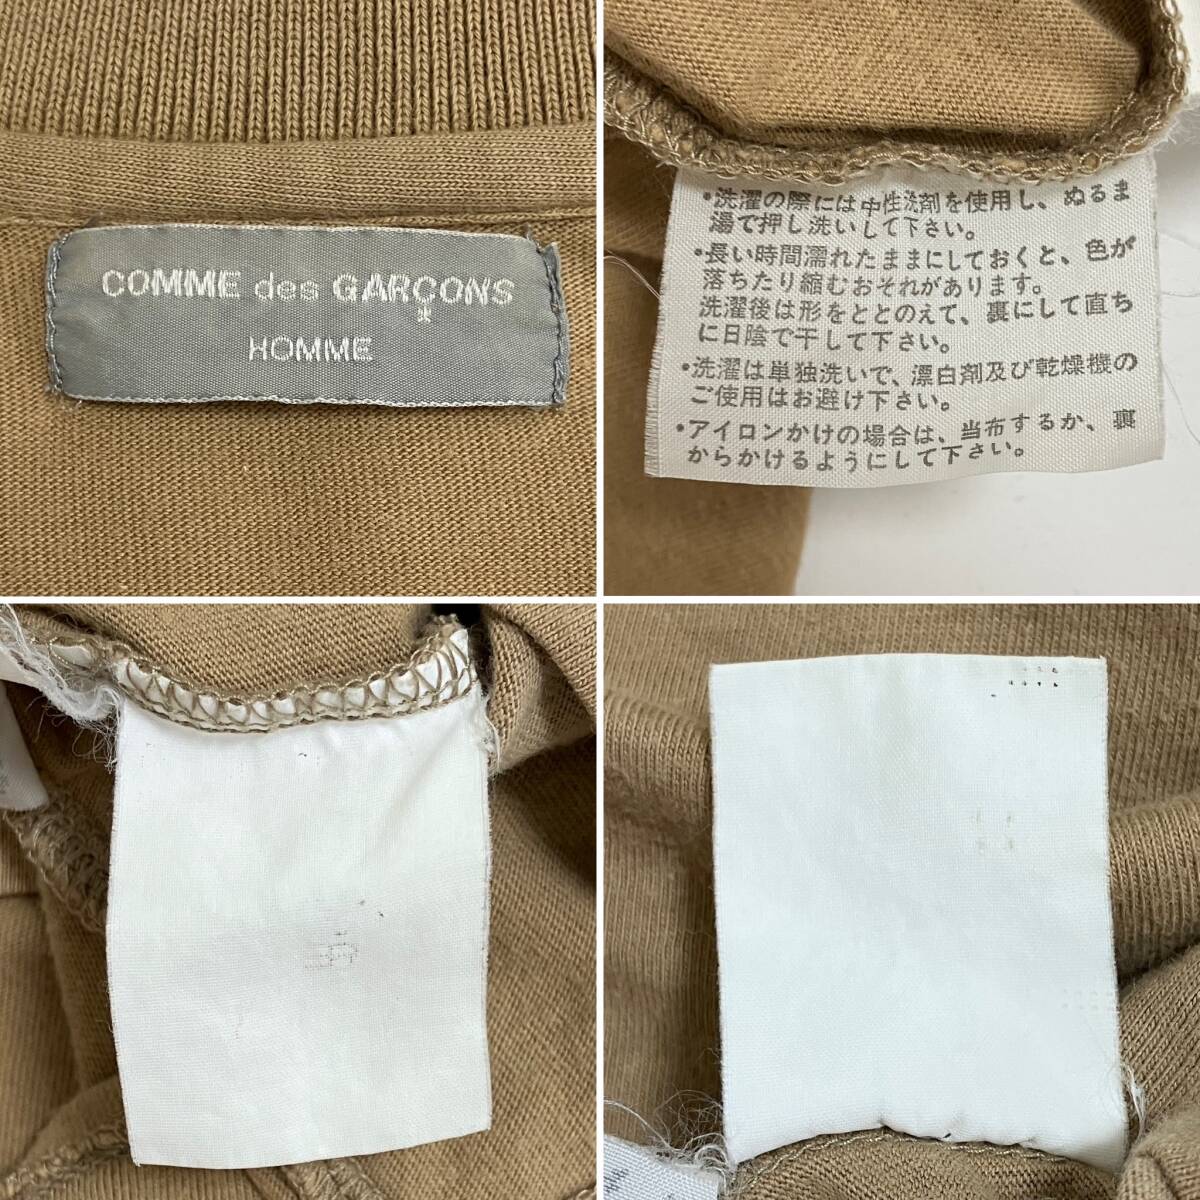 COMME des GARÇONS
HOMME
•洗濯の際には中性洗剤を使用し、ぬるま
湯で押し洗いして下さい。
•長い時間濡れたままにしておくと、色が
落ちたり縮むおそれがあります。
洗濯後は形をととのえて、裏にして直ち
に日陰で干して下さい。
•洗濯は単独洗いで、漂白剤及び乾燥機の
ご使用はお避け下さい。
•アイロンかけの場合は、当布するか、裏
からかけるようにして下さい。